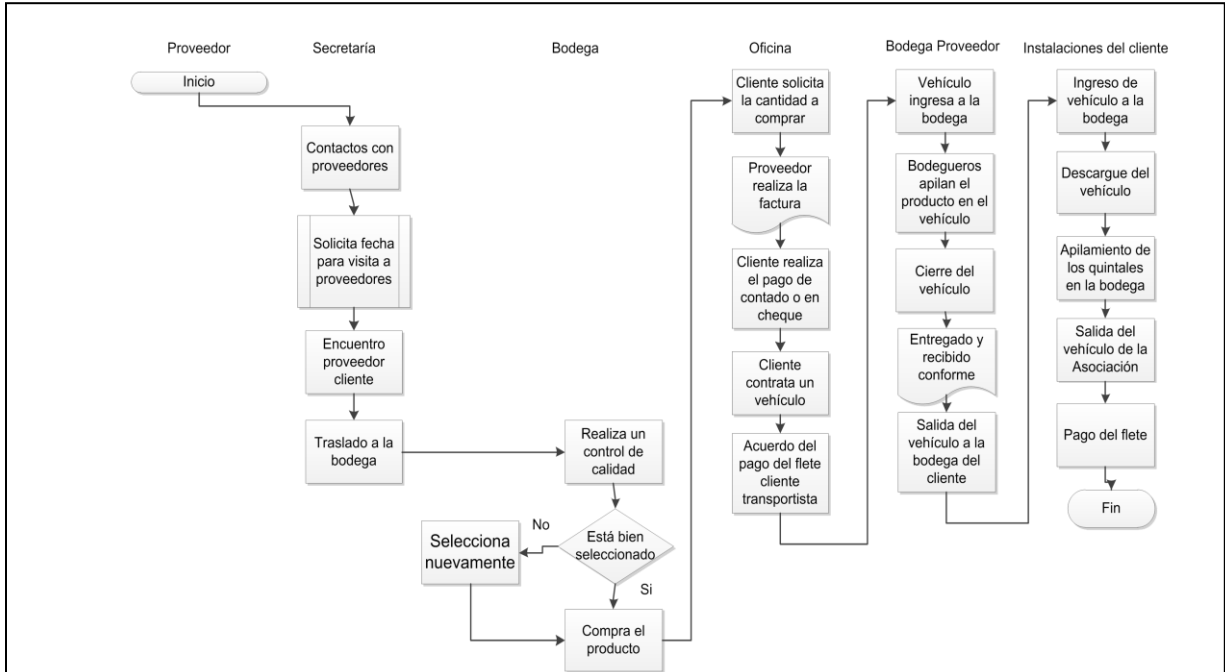 Proveedor
Secretaría
Bodega
Oficina
Bodega Proveedor
Instalaciones del cliente
Inicio
Contactos con
proveedores
Solicita fecha
para visita a
proveedores
Encuentro
proveedor
cliente
Traslado a la
bodega
Realiza un
control de
calidad
Está bien
seleccionado
No
Selecciona
nuevamente
Si
Compra el
producto
Cliente solicita
la cantidad a
comprar
Proveedor
realiza la
factura
Cliente realiza
el pago de
contado o en
cheque
Cliente
contrata un
vehículo
Acuerdo del
pago del flete
cliente
transportista
Vehículo
ingresa a la
bodega
Bodegueros
apilan el
producto en el
vehículo
Cierre del
vehículo
Entregado y
recibido
conforme
Salida del
vehículo a la
bodega del
cliente
Ingreso de
vehículo a la
bodega
Descargue del
vehículo
Apilamiento de
los quintales
en la bodega
Salida del
vehículo de la
Asociación
Pago del flete
Fin